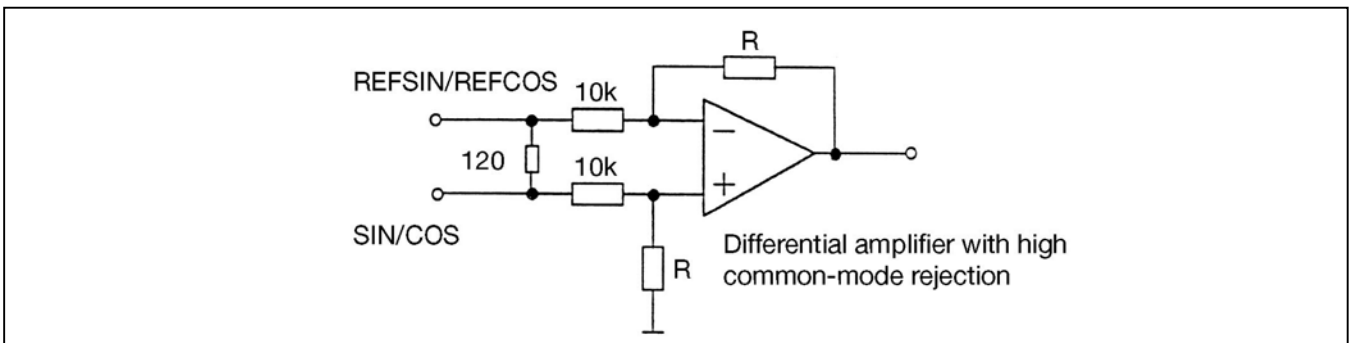 R
REFSIN/REFCOS
10k
−
120
10k
+
SIN/COS
R
Differential amplifier with high
common-mode rejection